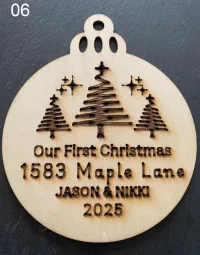 06
Our First Christmas
1583 Maple Lane
JASON & NIKKI
2025